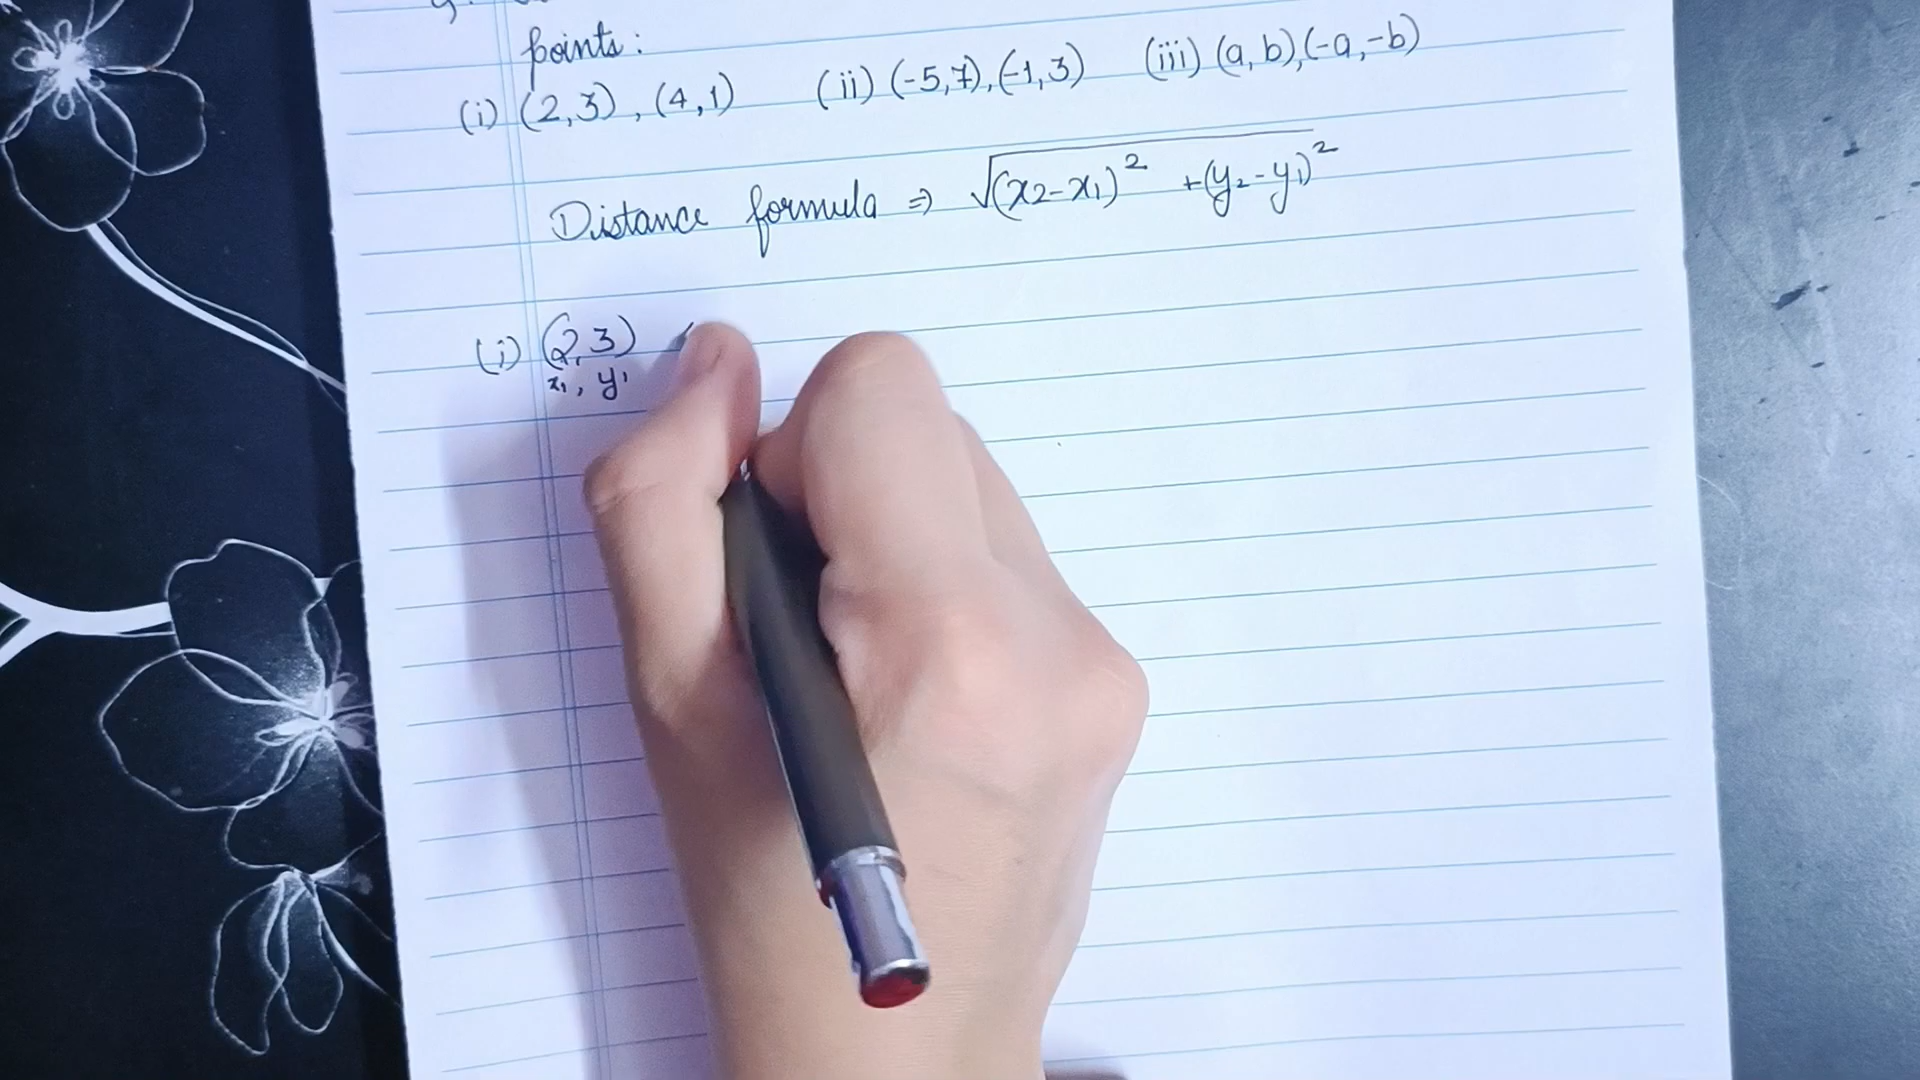 points:
(i) (2,3), (4,1) (ii) (-5,7), (-1,3) (iii) (a,b), (-a,-b)
Distance formula ⇒ √(x₂-x₁)² + (y₂-y₁)²
(i) (2,3) (
x₁, y₁